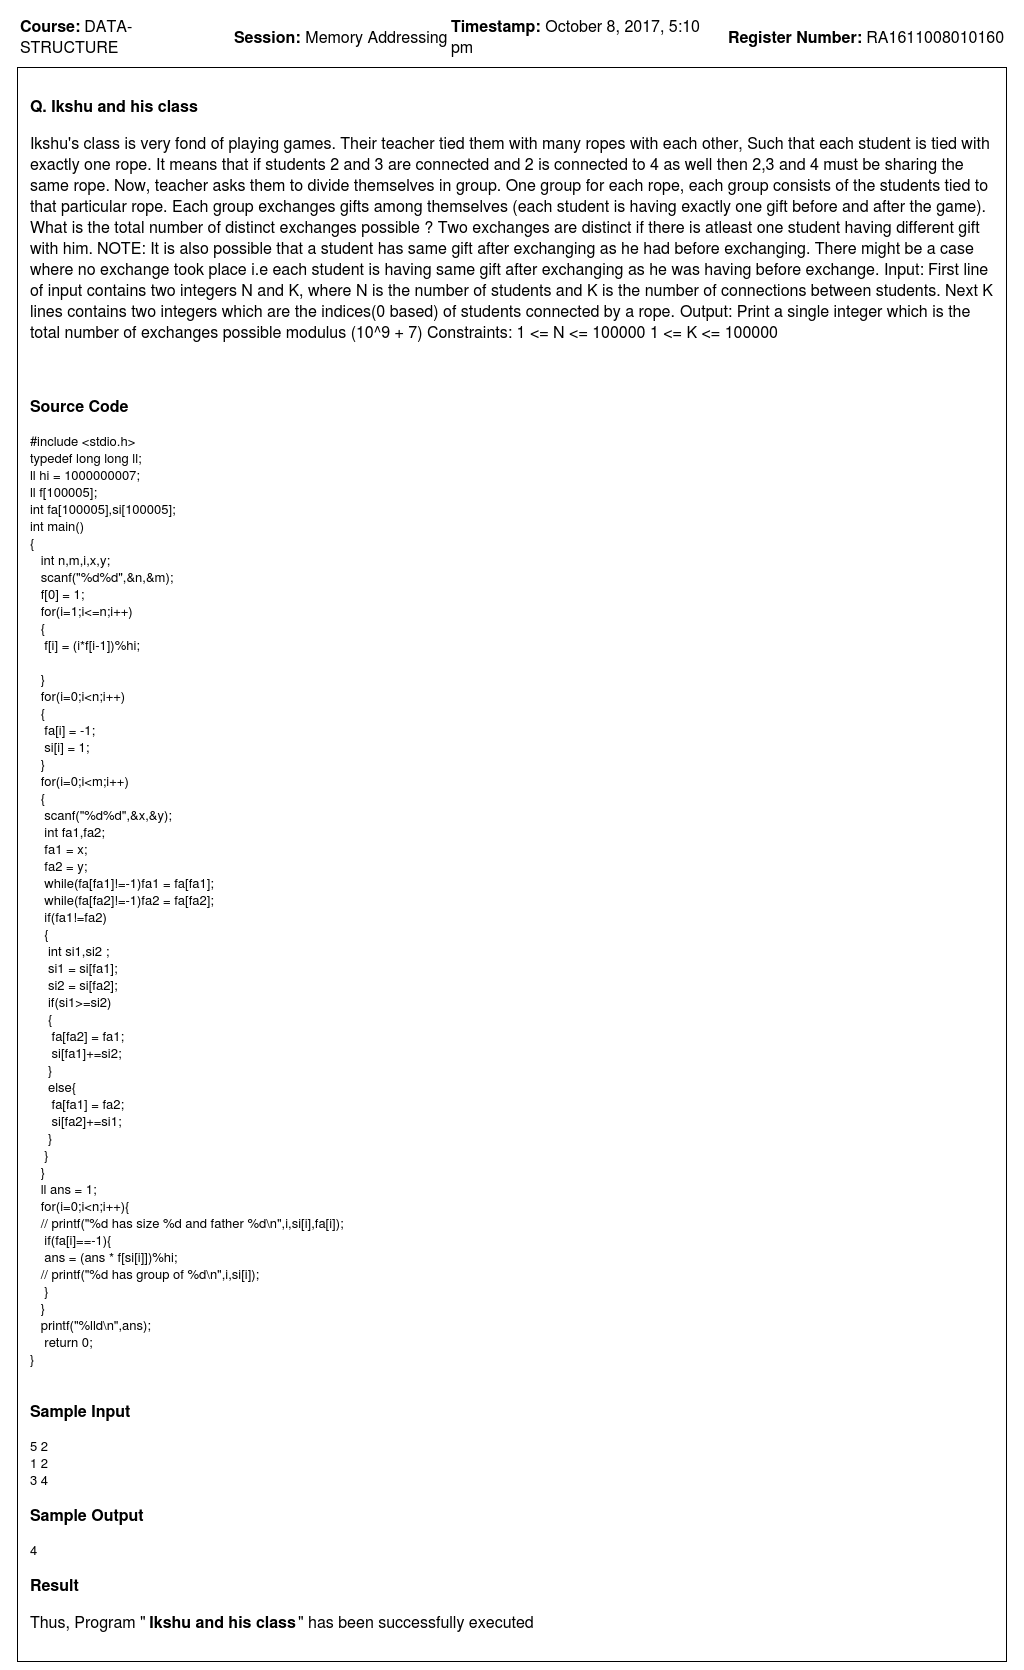 Course: DATA-STRUCTURE
Session: Memory Addressing
Timestamp: October 8, 2017, 5:10 pm
Register Number: RA1611008010160
Q. Ikshu and his class
Ikshu's class is very fond of playing games. Their teacher tied them with many ropes with each other, Such that each student is tied with
exactly one rope. It means that if students 2 and 3 are connected and 2 is connected to 4 as well then 2,3 and 4 must be sharing the
same rope. Now, teacher asks them to divide themselves in group. One group for each rope, each group consists of the students tied to
that particular rope. Each group exchanges gifts among themselves (each student is having exactly one gift before and after the game).
What is the total number of distinct exchanges possible ? Two exchanges are distinct if there is atleast one student having different gift
with him. NOTE: It is also possible that a student has same gift after exchanging as he had before exchanging. There might be a case
where no exchange took place i.e each student is having same gift after exchanging as he was having before exchange. Input: First line
of input contains two integers N and K, where N is the number of students and K is the number of connections between students. Next K
lines contains two integers which are the indices(0 based) of students connected by a rope. Output: Print a single integer which is the
total number of exchanges possible modulus (10^9 + 7) Constraints: 1 <= N <= 100000 1 <= K <= 100000
Source Code
#include <stdio.h>
typedef long long ll;
ll hi = 1000000007;
ll f[100005];
int fa[100005],si[100005];
int main()
{
int n,m,i,x,y;
scanf("%d%d",&n,&m);
f[0] = 1;
for(i=1;i<=n;i++)
{
f[i] = (i*f[i-1])%hi;
}
for(i=0;i<n;i++)
{
fa[i] = -1;
si[i] = 1;
}
for(i=0;i<m;i++)
{
scanf("%d%d",&x,&y);
int fa1,fa2;
fa1 = x;
fa2 = y;
while(fa[fa1]!=-1)fa1 = fa[fa1];
while(fa[fa2]!=-1)fa2 = fa[fa2];
if(fa1!=fa2)
{
int si1,si2 ;
si1 = si[fa1];
si2 = si[fa2];
if(si1>=si2)
{
fa[fa2] = fa1;
si[fa1]+=si2;
}
else{
fa[fa1] = fa2;
si[fa2]+=si1;
}
}
}
ll ans = 1;
for(i=0;i<n;i++){
// printf("%d has size %d and father %d\n",i,si[i],fa[i]);
if(fa[i]==-1){
ans = (ans * f[si[i]])%hi;
// printf("%d has group of %d\n",i,si[i]);
}
}
printf("%lld\n",ans);
return 0;
}
Sample Input
5 2
1 2
3 4
Sample Output
4
Result
Thus, Program " Ikshu and his class " has been successfully executed